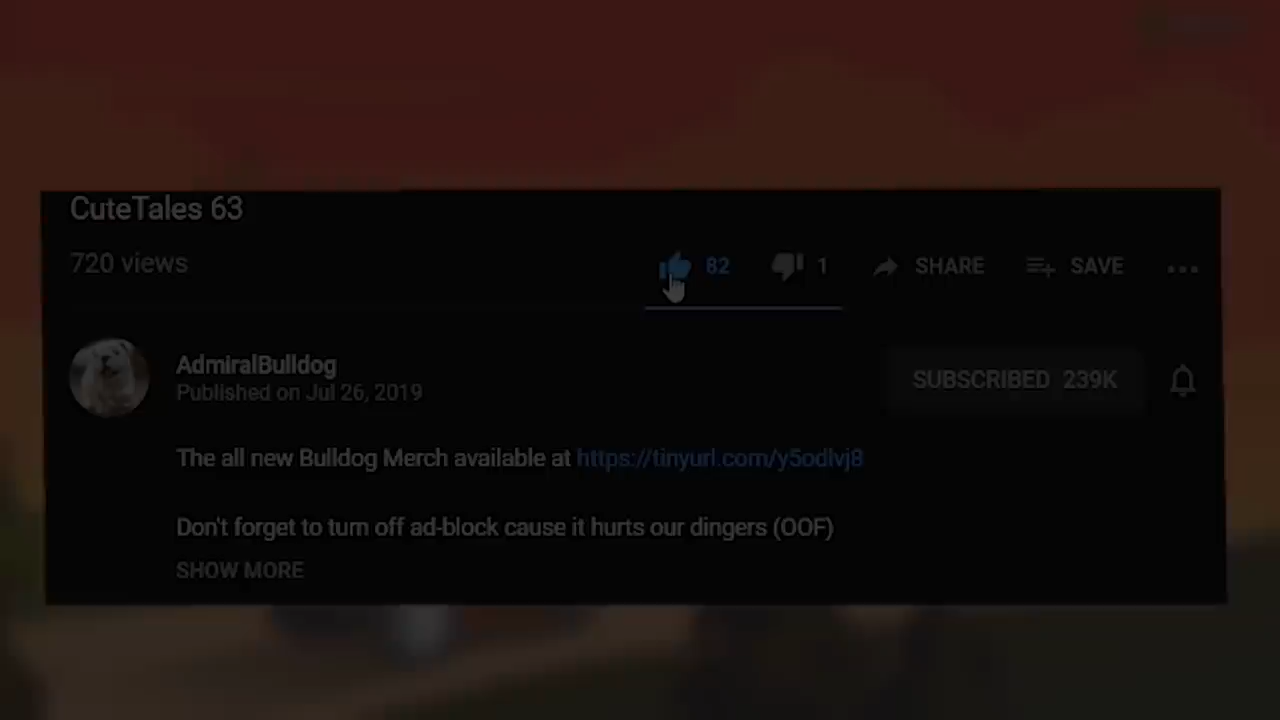 CuteTales 63
720 views
82 1 SHARE SAVE
AdmiralBulldog
Published on Jul 26, 2019
SUBSCRIBED 239K
The all new Bulldog Merch available at https://tinyurl.com/y5odlvj8
Don't forget to turn off ad-block cause it hurts our dingers (OOF)
SHOW MORE